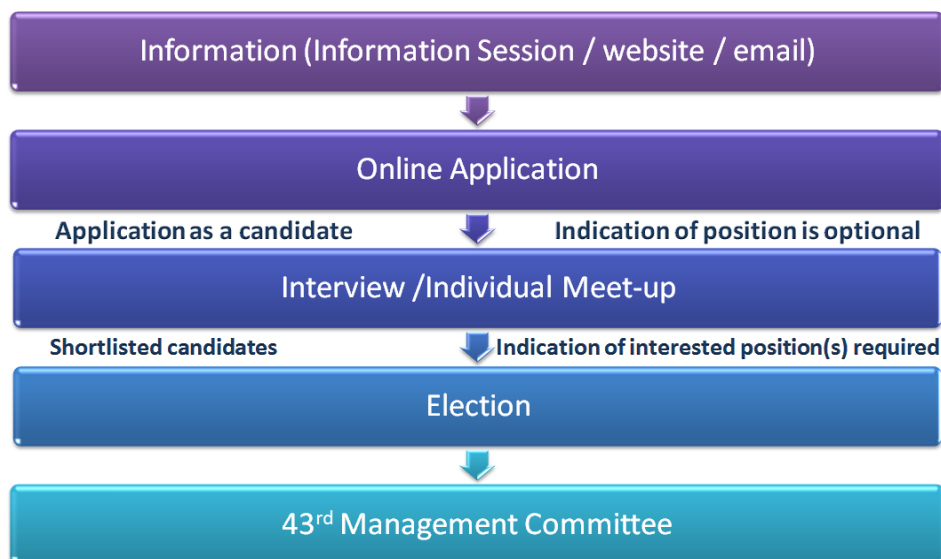 Information (Information Session / website / email)
Online Application
Application as a candidate
Indication of position is optional
Interview /Individual Meet-up
Shortlisted candidates
Indication of interested position(s) required
Election
43rd Management Committee